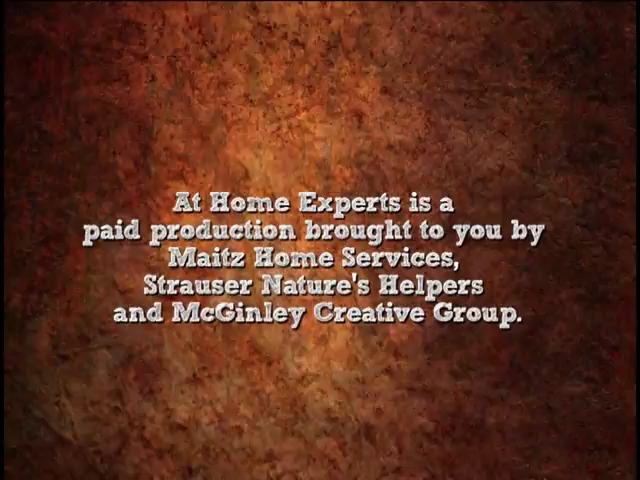 At Home Experts is a
paid production brought to you by
Maitz Home Services,
Strauser Nature's Helpers
and McGinley Creative Group.